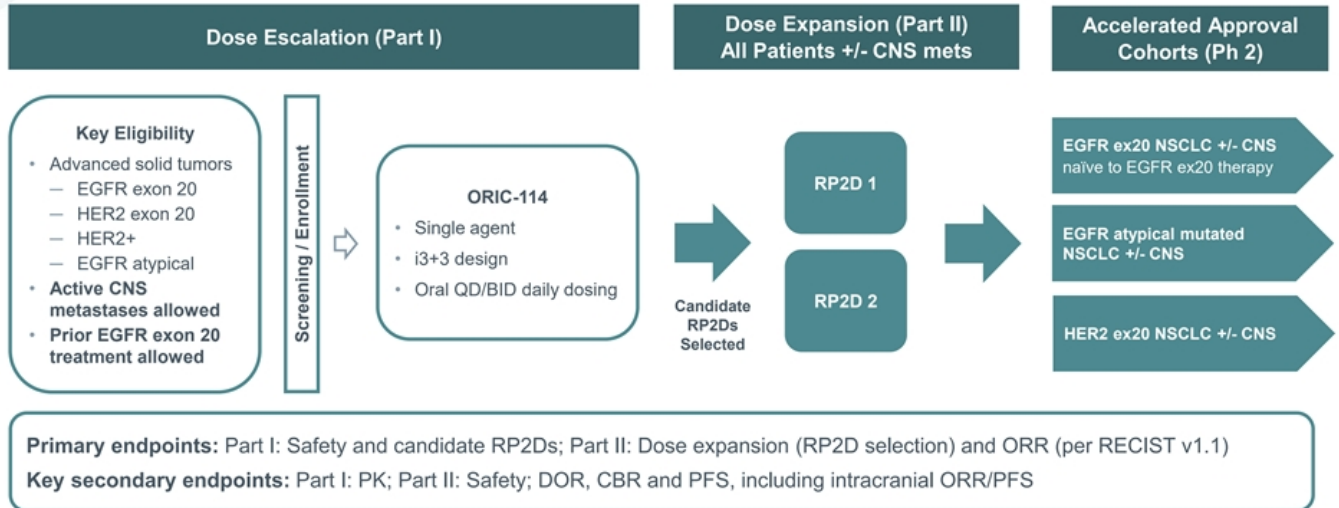 Dose Escalation (Part I)
Dose Expansion (Part II)
All Patients +/- CNS mets
Accelerated Approval
Cohorts (Ph 2)
Key Eligibility
• Advanced solid tumors
— EGFR exon 20
— HER2 exon 20
— HER2+
— EGFR atypical
• Active CNS
metastases allowed
• Prior EGFR exon 20
treatment allowed
Screening / Enrollment
ORIC-114
• Single agent
• i3+3 design
• Oral QD/BID daily dosing
Candidate
RP2Ds
Selected
RP2D 1
RP2D 2
EGFR ex20 NSCLC +/- CNS
naïve to EGFR ex20 therapy
EGFR atypical mutated
NSCLC +/- CNS
HER2 ex20 NSCLC +/- CNS
Primary endpoints: Part I: Safety and candidate RP2Ds; Part II: Dose expansion (RP2D selection) and ORR (per RECIST v1.1)
Key secondary endpoints: Part I: PK; Part II: Safety; DOR, CBR and PFS, including intracranial ORR/PFS